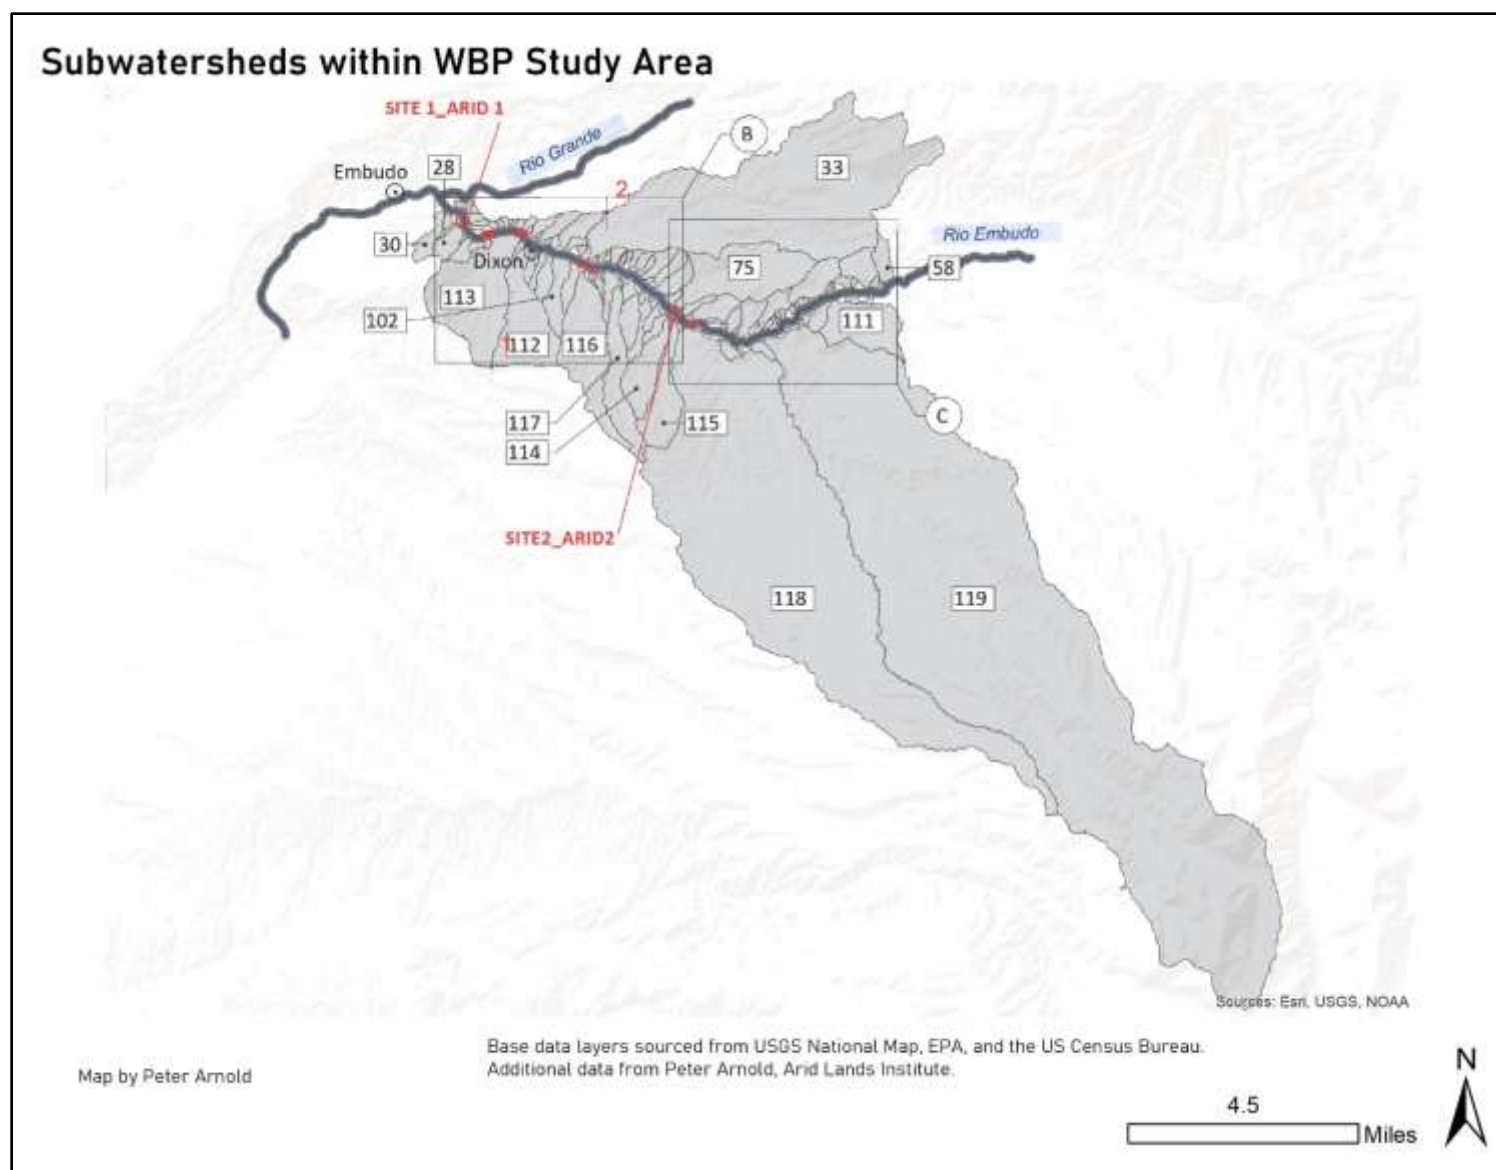 Subwatersheds within WBP Study Area
SITE 1_ARID 1
Rio Grande
B
Embudo
28
33
2
30
Dixon
Rio Embudo
75
58
113
102
111
112
116
117
114
115
C
SITE2_ARID2
118
119
Sources: Esri, USGS, NOAA
Base data layers sourced from USGS National Map, EPA, and the US Census Bureau.
Additional data from Peter Arnold, Arid Lands Institute.
Map by Peter Arnold
N
4.5
Miles